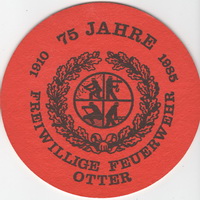 75 JAHRE
1910 1985
FREIWILLIGE FEUERWEHR
OTTER